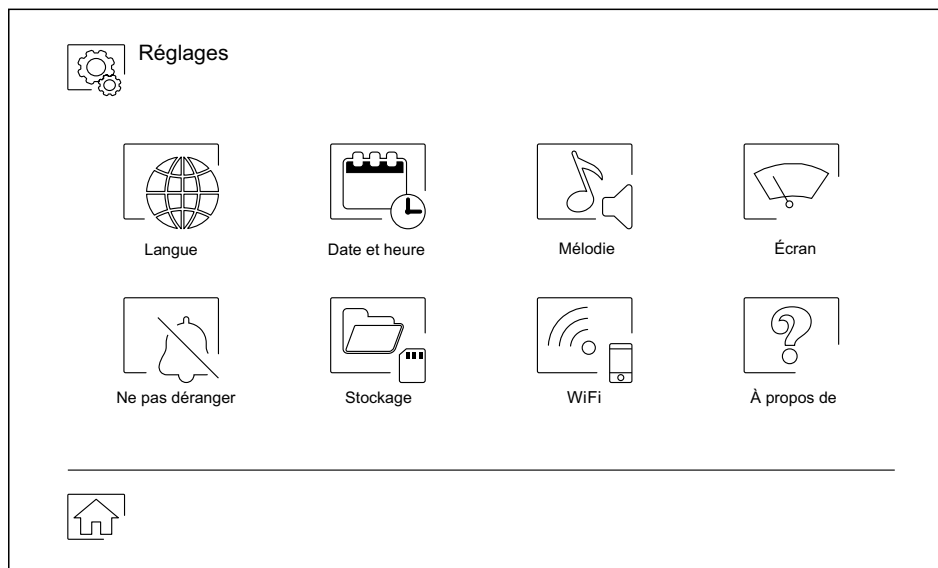 Réglages
Langue
Date et heure
Mélodie
Écran
Ne pas déranger
Stockage
WiFi
À propos de